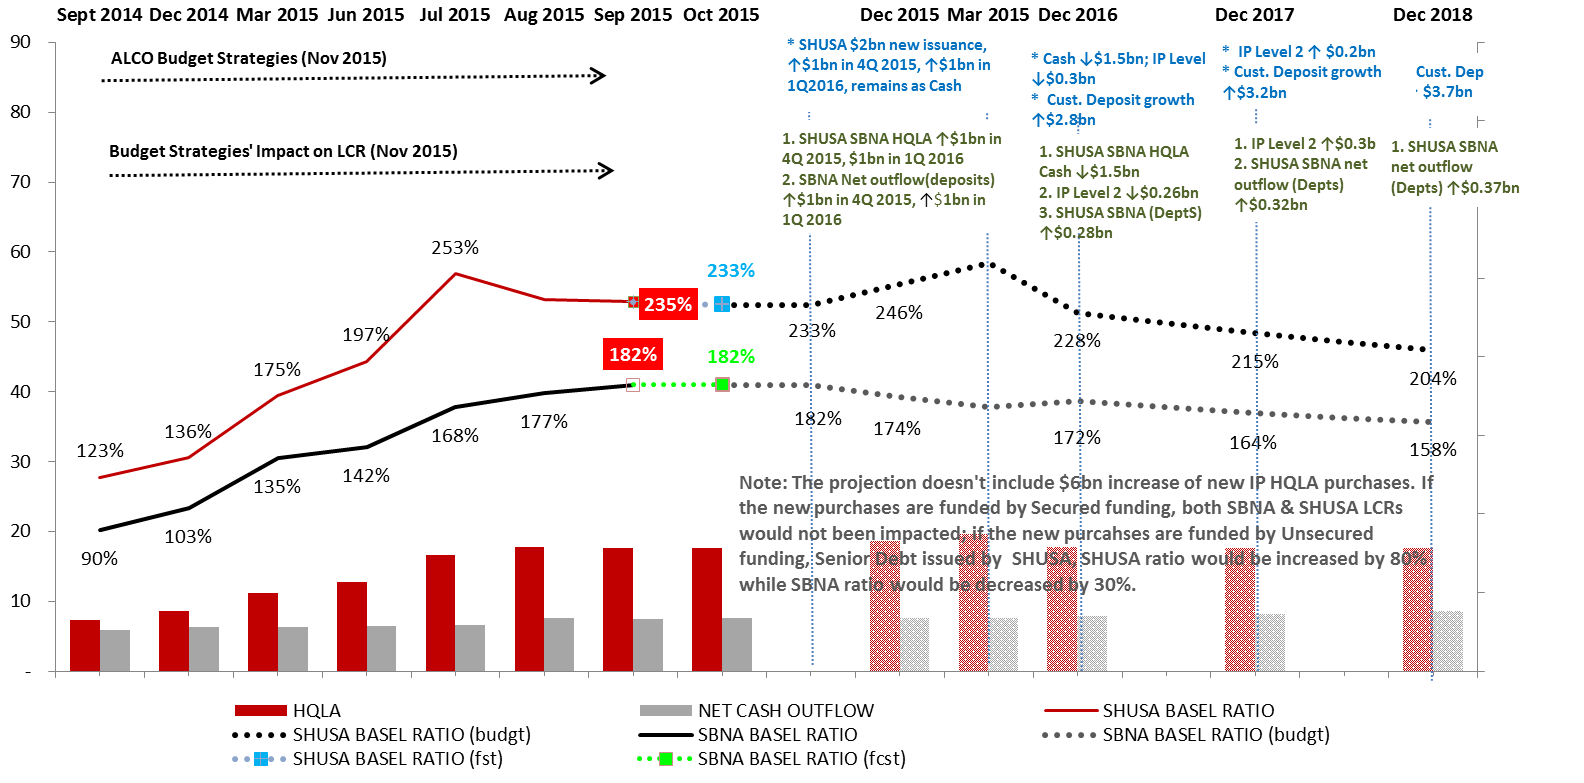 Sept 2014 Dec 2014 Mar 2015 Jun 2015 Jul 2015 Aug 2015 Sep 2015 Oct 2015 Dec 2015 Mar 2015 Dec 2016 Dec 2017 Dec 2018
90
80
70
60
50
40
30
20
10
-
ALCO Budget Strategies (Nov 2015)
Budget Strategies' Impact on LCR (Nov 2015)
* SHUSA $2bn new issuance,
↑$1bn in 4Q 2015, ↑$1bn in
1Q2016, remains as Cash
* Cash ↓$1.5bn; IP Level
↓$0.3bn
* Cust. Deposit growth
↑$2.8bn
* IP Level 2 ↑ $0.2bn
* Cust. Deposit growth
↑$3.2bn
Cust. Dep
$3.7bn
1. SHUSA SBNA HQLA ↑$1bn in
4Q 2015, $1bn in 1Q 2016
2. SBNA Net outflow(deposits)
↑$1bn in 4Q 2015, ↑$1bn in
1Q 2016
1. SHUSA SBNA HQLA
Cash ↓$1.5bn
2. IP Level 2 ↓$0.26bn
3. SHUSA SBNA (DeptS)
↑$0.28bn
1. IP Level 2 ↑$0.3b
2. SHUSA SBNA net
outflow (Depts)
↑$0.32bn
1. SHUSA SBNA
net outflow
(Depts) ↑$0.37bn
123% 136% 175% 197% 253% 235% 233% 233% 246% 228% 215% 204%
90% 103% 135% 142% 168% 177% 182% 182% 182% 174% 172% 164% 158%
Note: The projection doesn't include $6bn increase of new IP HQLA purchases. If
the new purchases are funded by Secured funding, both SBNA & SHUSA LCRs
would not been impacted; if the new purcahses are funded by Unsecured
funding, Senior Debt issued by SHUSA, SHUSA ratio would be increased by 80%
while SBNA ratio would be decreased by 30%.
HQLA NET CASH OUTFLOW SHUSA BASEL RATIO
SHUSA BASEL RATIO (budgt) SBNA BASEL RATIO SBNA BASEL RATIO (budgt)
SHUSA BASEL RATIO (fst) SBNA BASEL RATIO (fcst)